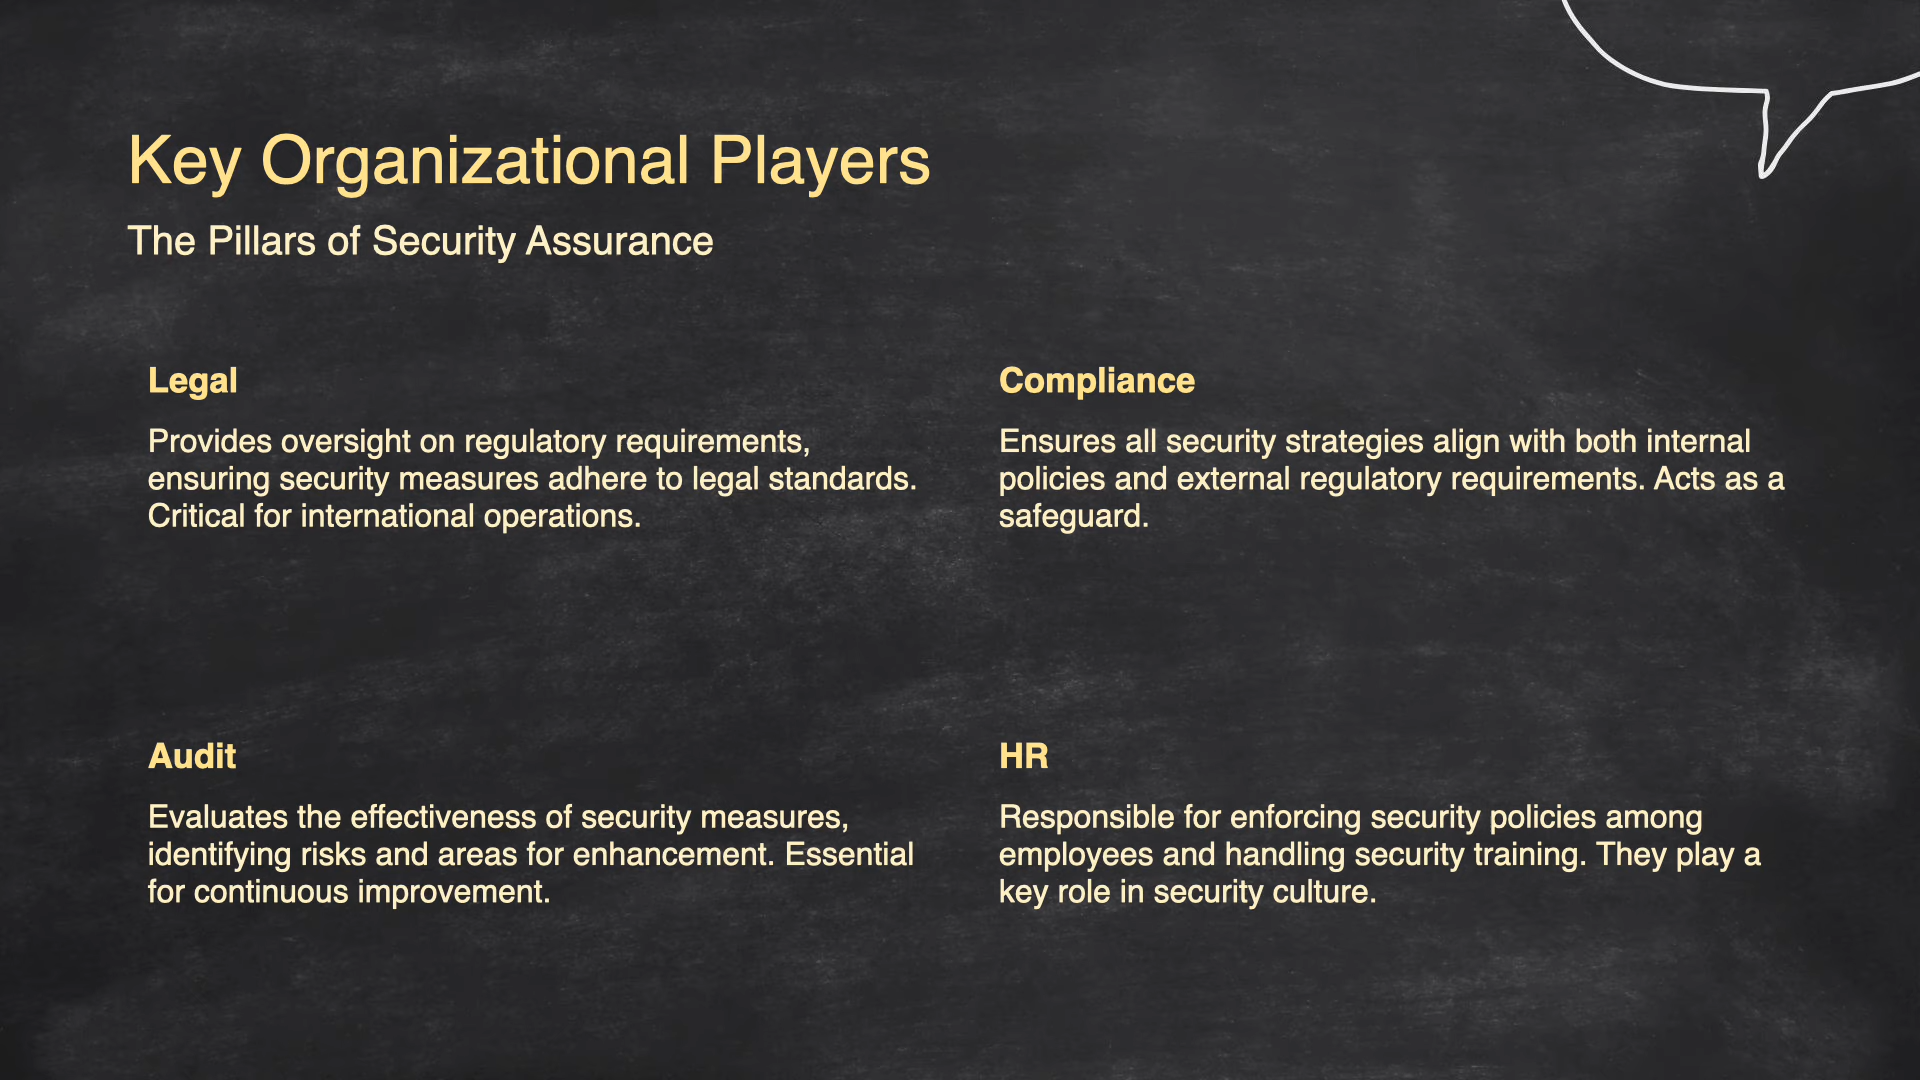 Key Organizational Players
The Pillars of Security Assurance
Legal
Provides oversight on regulatory requirements,
ensuring security measures adhere to legal standards.
Critical for international operations.
Compliance
Ensures all security strategies align with both internal
policies and external regulatory requirements. Acts as a
safeguard.
Audit
Evaluates the effectiveness of security measures,
identifying risks and areas for enhancement. Essential
for continuous improvement.
HR
Responsible for enforcing security policies among
employees and handling security training. They play a
key role in security culture.